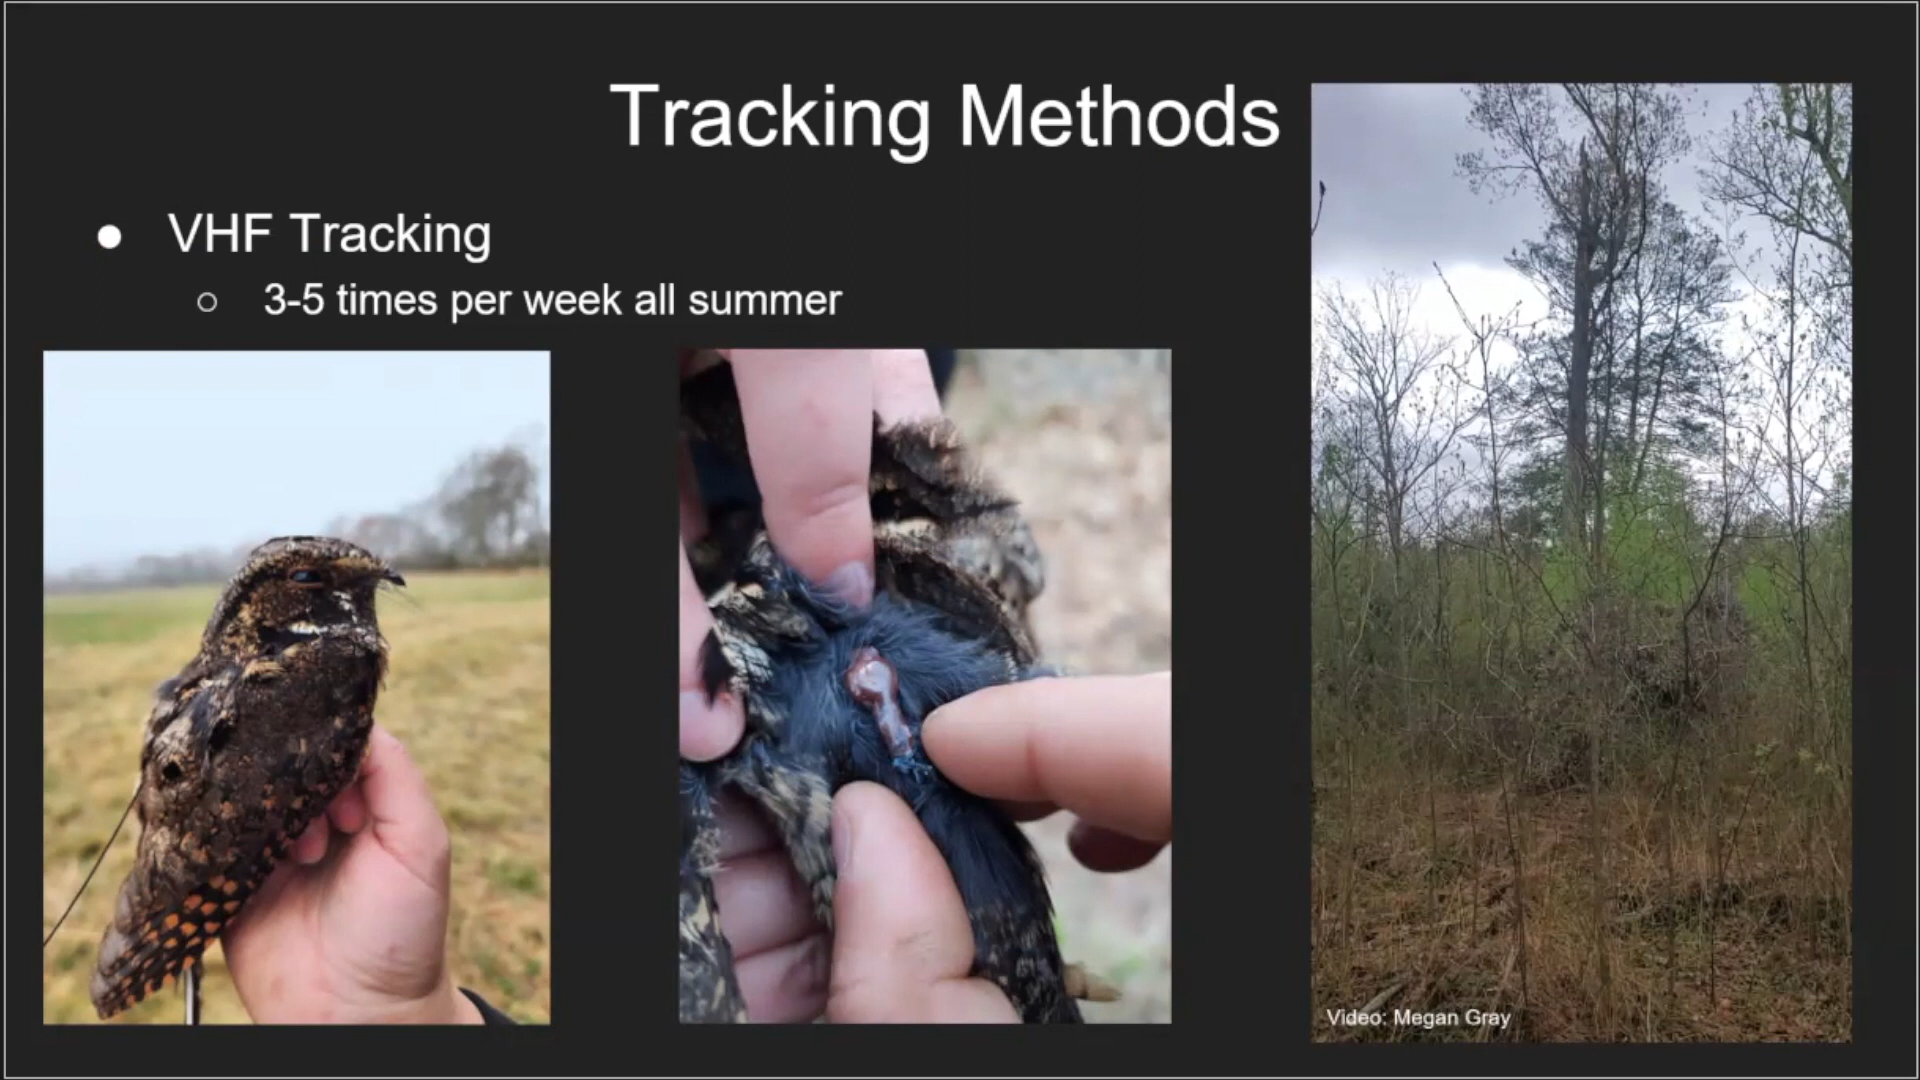 Tracking Methods
● VHF Tracking
○ 3-5 times per week all summer
Video: Megan Gray